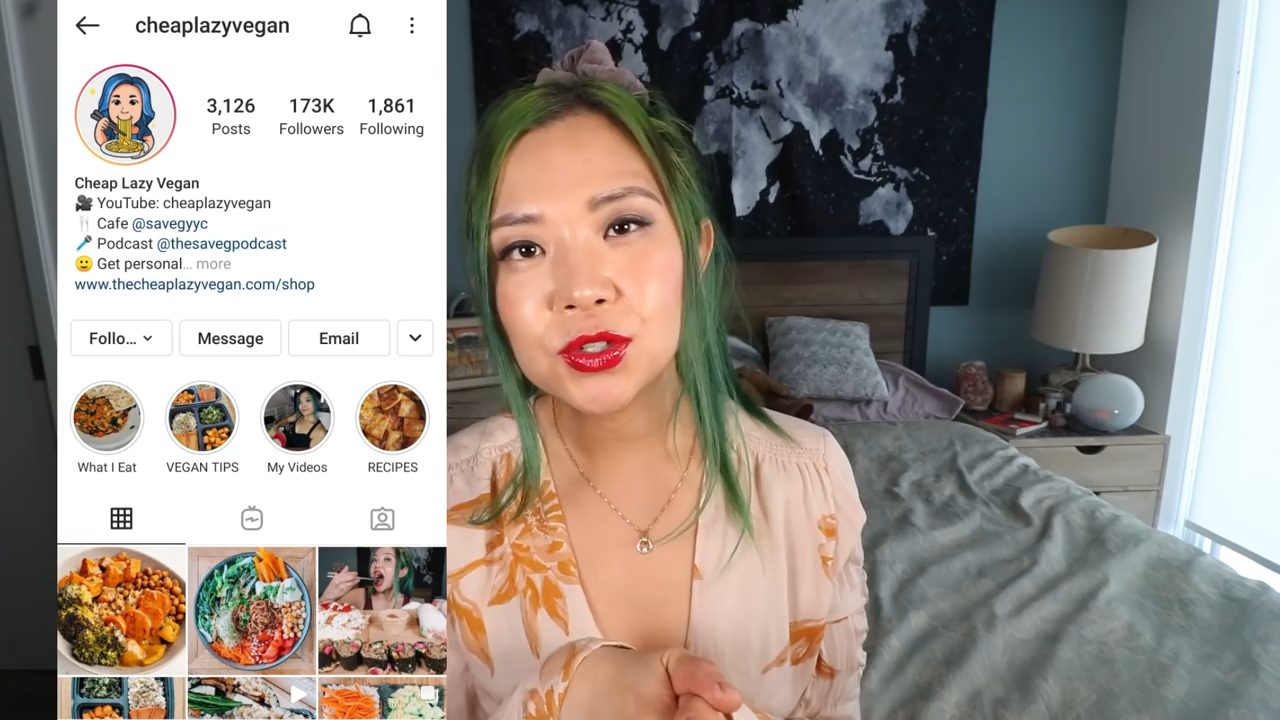 cheaplazyvegan
3,126 173K 1,861
Posts Followers Following
Cheap Lazy Vegan
🎥 YouTube: cheaplazyvegan
🍴 Cafe @savegyyc
🎤 Podcast @thesavegpodcast
🙂 Get personal... more
www.thecheaplazyvegan.com/shop
Follo... Message Email
What I Eat VEGAN TIPS My Videos RECIPES